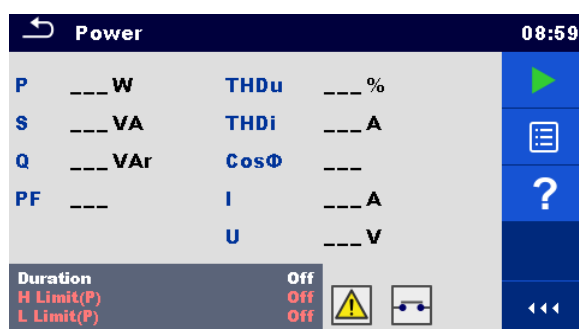 Power 08:59
P ___W THDu ___%
S ___VA THDi ___A
Q ___VAr CosΦ ___
PF ___ I ___A
U ___V
?
Duration Off
H Limit(P) Off
L Limit(P) Off